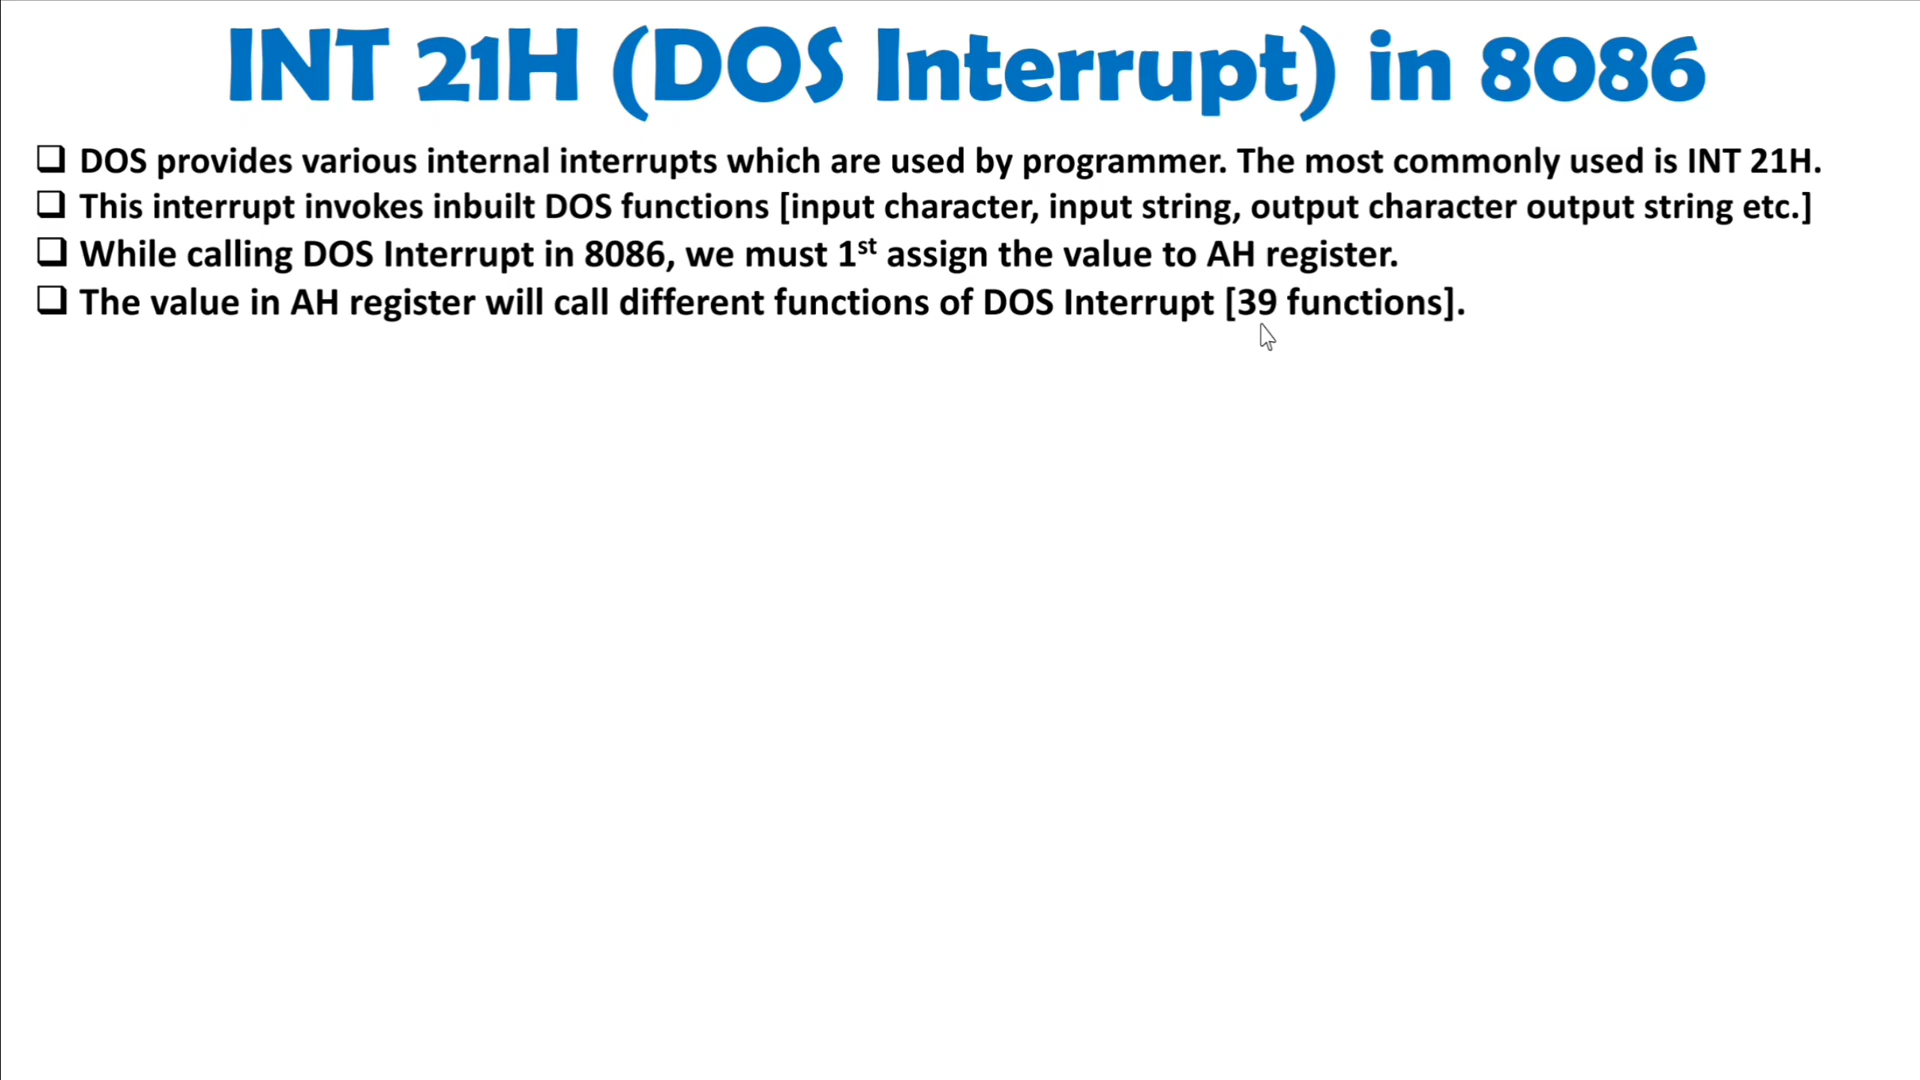 INT 21H (DOS Interrupt) in 8086
❑ DOS provides various internal interrupts which are used by programmer. The most commonly used is INT 21H.
❑ This interrupt invokes inbuilt DOS functions [input character, input string, output character output string etc.]
❑ While calling DOS Interrupt in 8086, we must 1st assign the value to AH register.
❑ The value in AH register will call different functions of DOS Interrupt [39 functions].